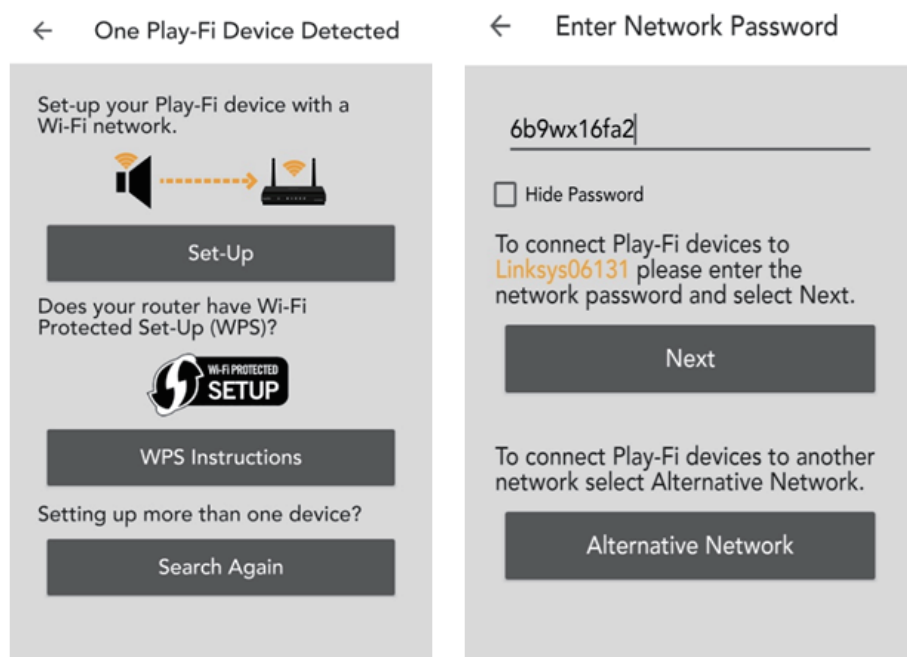 One Play-Fi Device Detected
Set-up your Play-Fi device with a
Wi-Fi network.
Set-Up
Does your router have Wi-Fi
Protected Set-Up (WPS)?
Wi-Fi PROTECTED
SETUP
WPS Instructions
Setting up more than one device?
Search Again
Enter Network Password
6b9wx16fa2
Hide Password
To connect Play-Fi devices to
Linksys06131 please enter the
network password and select Next.
Next
To connect Play-Fi devices to another
network select Alternative Network.
Alternative Network